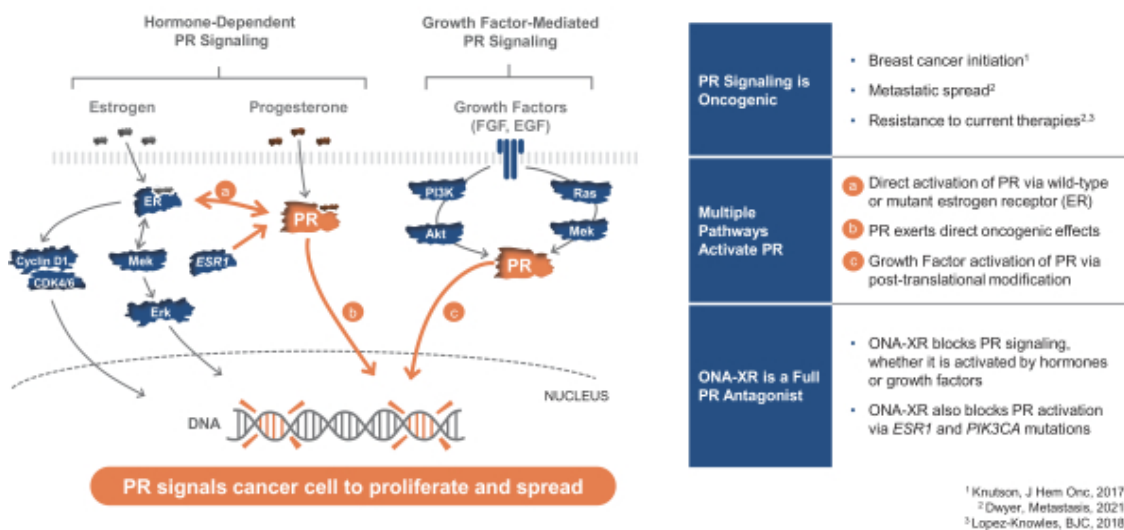 Hormone-Dependent
PR Signaling
Growth Factor-Mediated
PR Signaling
Estrogen
Progesterone
Growth Factors
(FGF, EGF)
ER
a
PR
PI3K
Ras
Akt
Mek
PR
Cyclin D1
CDK4/6
Mek
ESR1
Erk
b
c
NUCLEUS
DNA
PR signals cancer cell to proliferate and spread
PR Signaling is
Oncogenic
• Breast cancer initiation¹
• Metastatic spread²
• Resistance to current therapies²,³
Multiple
Pathways
Activate PR
a Direct activation of PR via wild-type
or mutant estrogen receptor (ER)
b PR exerts direct oncogenic effects
c Growth Factor activation of PR via
post-translational modification
ONA-XR is a Full
PR Antagonist
• ONA-XR blocks PR signaling,
whether it is activated by hormones
or growth factors
• ONA-XR also blocks PR activation
via ESR1 and PIK3CA mutations
¹ Knutson, J Hem Onc, 2017
² Dwyer, Metastasis, 2021
³ Lopez-Knowles, BJC, 2018